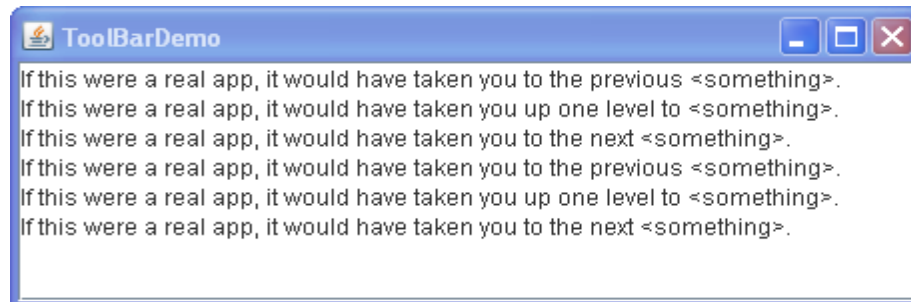 ToolBarDemo
If this were a real app, it would have taken you to the previous <something>.
If this were a real app, it would have taken you up one level to <something>.
If this were a real app, it would have taken you to the next <something>.
If this were a real app, it would have taken you to the previous <something>.
If this were a real app, it would have taken you up one level to <something>.
If this were a real app, it would have taken you to the next <something>.